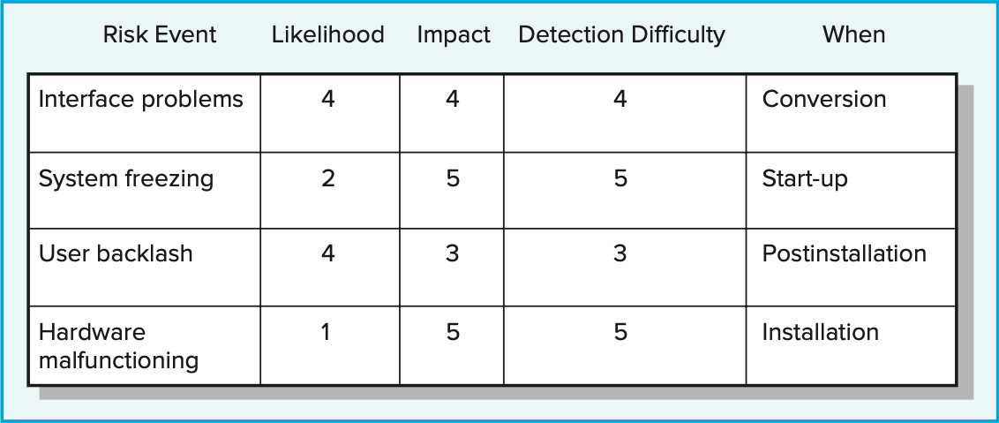 Risk Event Likelihood Impact Detection Difficulty When
Interface problems 4 4 4 Conversion
System freezing 2 5 5 Start-up
User backlash 4 3 3 Postinstallation
Hardware malfunctioning 1 5 5 Installation